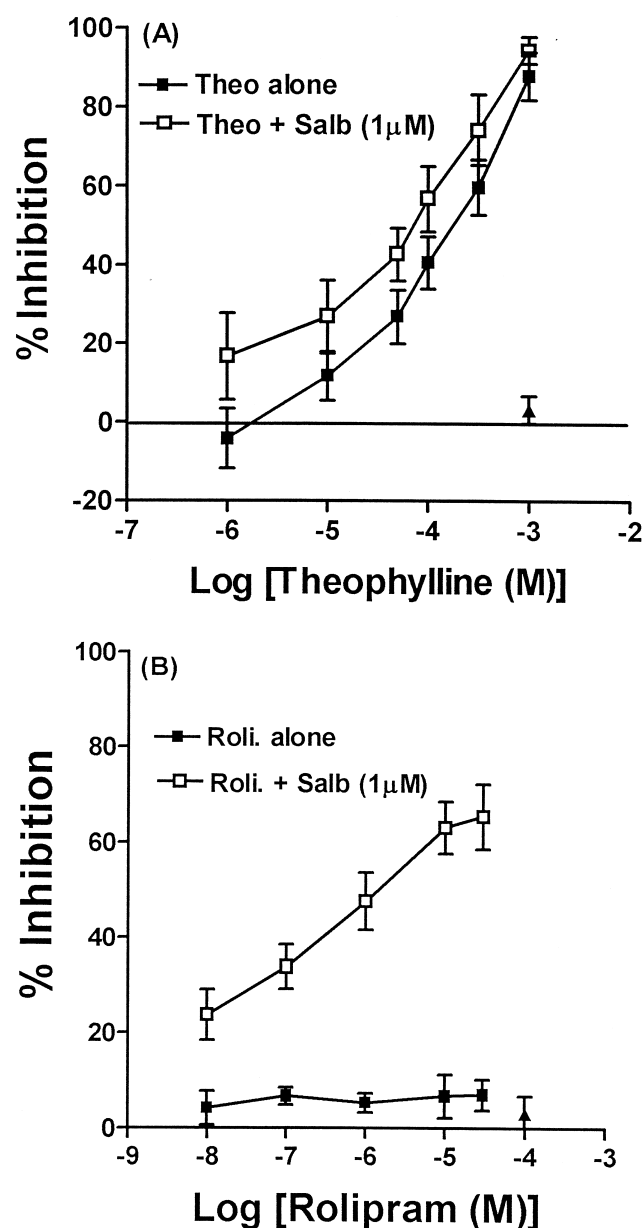 (A)
Theo alone
Theo + Salb (1μM)
% Inhibition
100
80
60
40
20
0
-20
-7 -6 -5 -4 -3 -2
Log [Theophylline (M)]
(B)
Roli. alone
Roli. + Salb (1μM)
% Inhibition
100
80
60
40
20
0
-9 -8 -7 -6 -5 -4 -3
Log [Rolipram (M)]